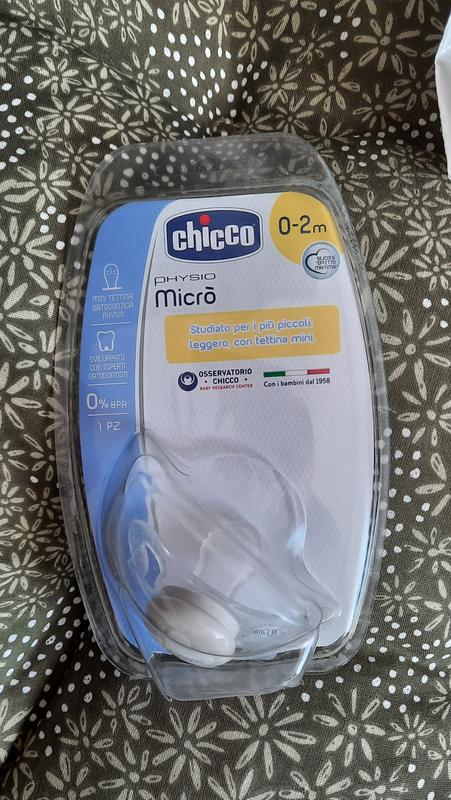 chicco
0-2m
SILICONE
"EFFETTO
MAMMA"
PHYSIO
Micrò
MINI TETTINA
ORTODONTICA
PHYSIO
Studiato per i più piccoli:
leggero, con tettina mini.
SVILUPPATO
CON ESPERTI
ORTODONTISTI
OSSERVATORIO
• CHICCO •
BABY RESEARCH CENTER
Con i bambini dal 1958
0% BPA
1 PZ